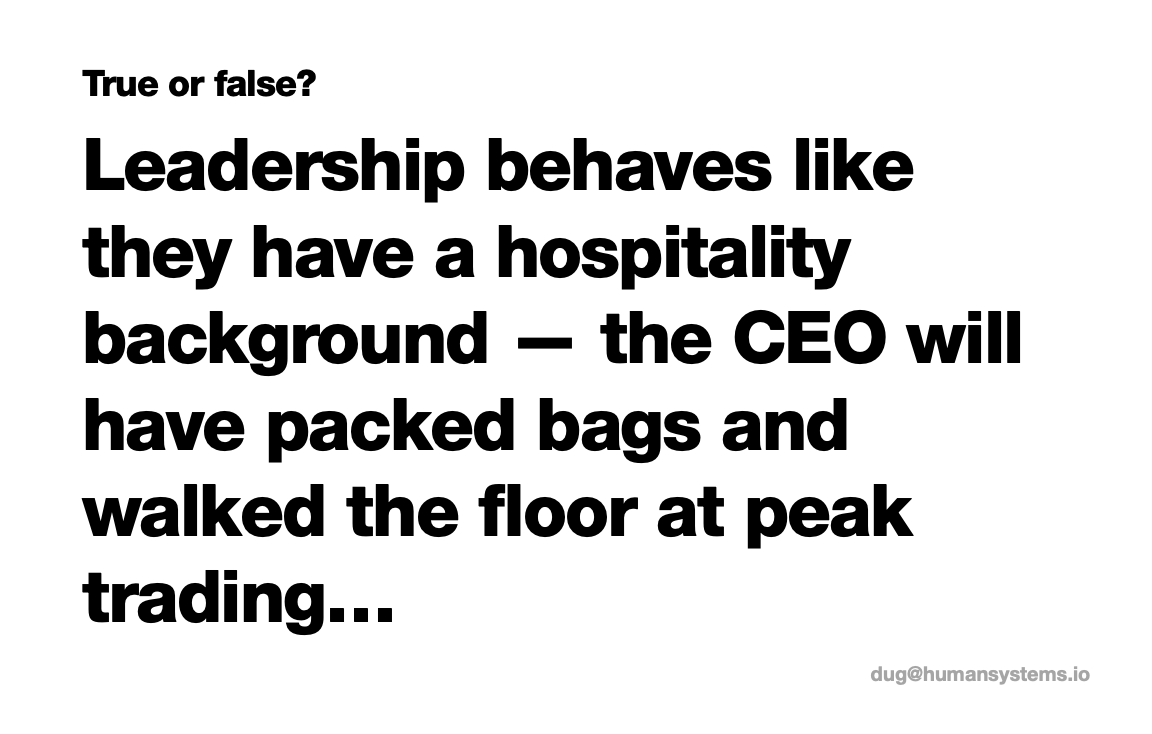 True or false?
Leadership behaves like
they have a hospitality
background — the CEO will
have packed bags and
walked the floor at peak
trading...
dug@humansystems.io